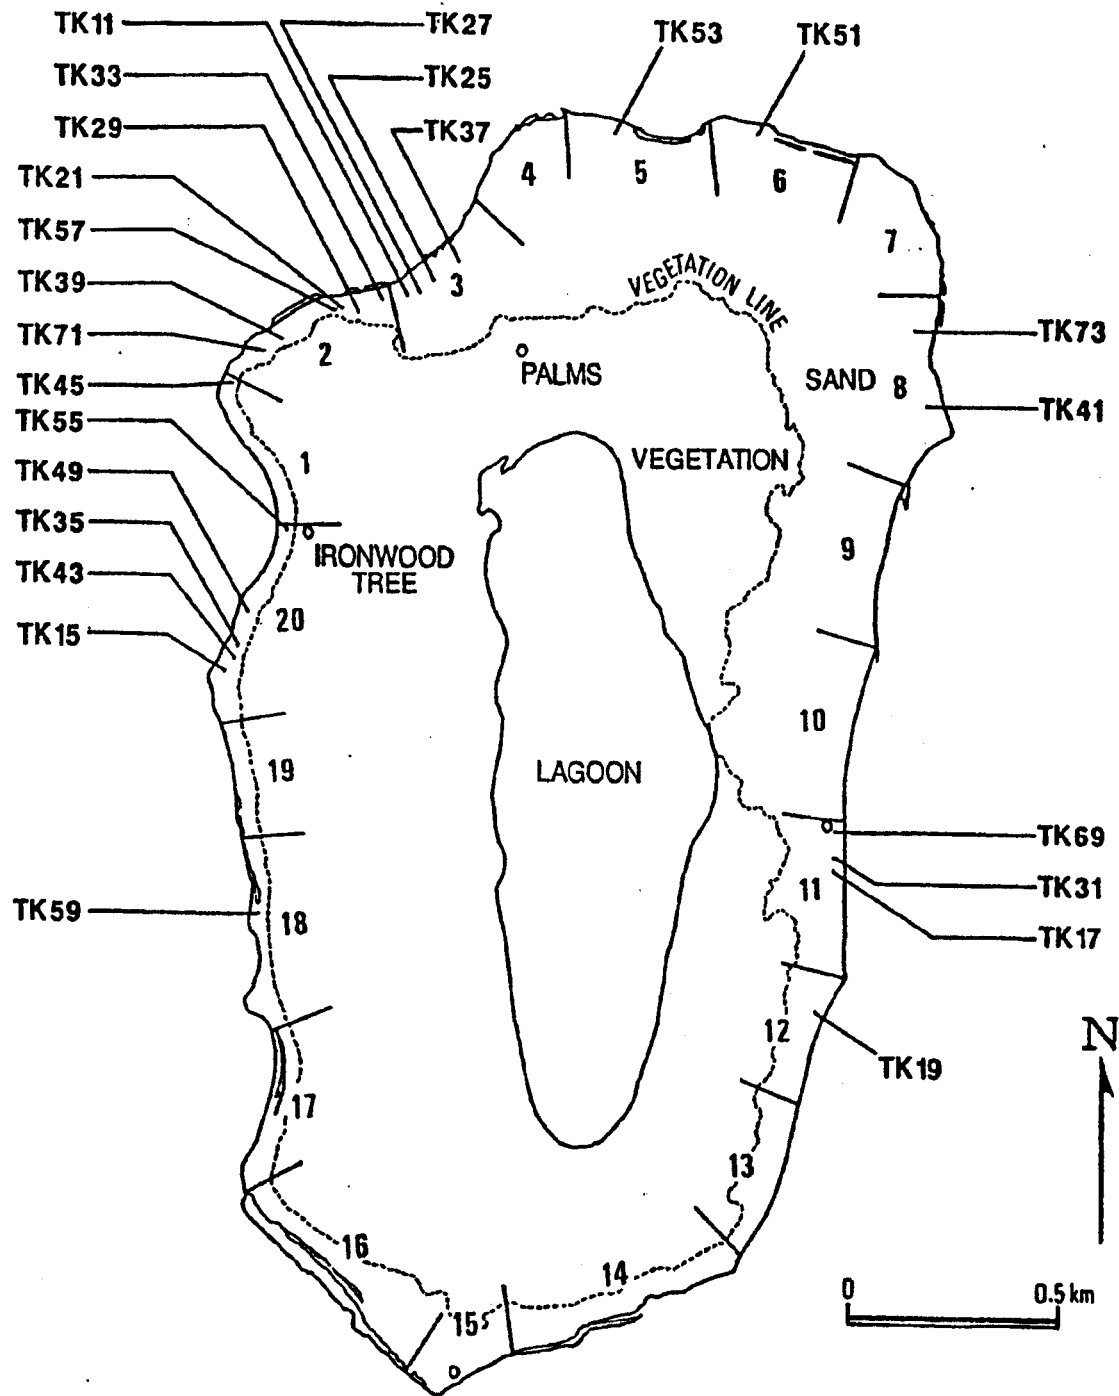 TK11
TK27
TK33
TK25
TK29
TK37
TK53
TK51
TK21
TK57
TK39
TK71
TK45
TK55
TK49
TK35
TK43
TK15
TK59
TK73
TK41
TK69
TK31
TK17
TK19
1
2
3
4
5
6
7
8
9
10
11
12
13
14
15
16
17
18
19
20
VEGETATION LINE
PALMS
SAND
VEGETATION
IRONWOOD
TREE
LAGOON
N
0 0.5 km